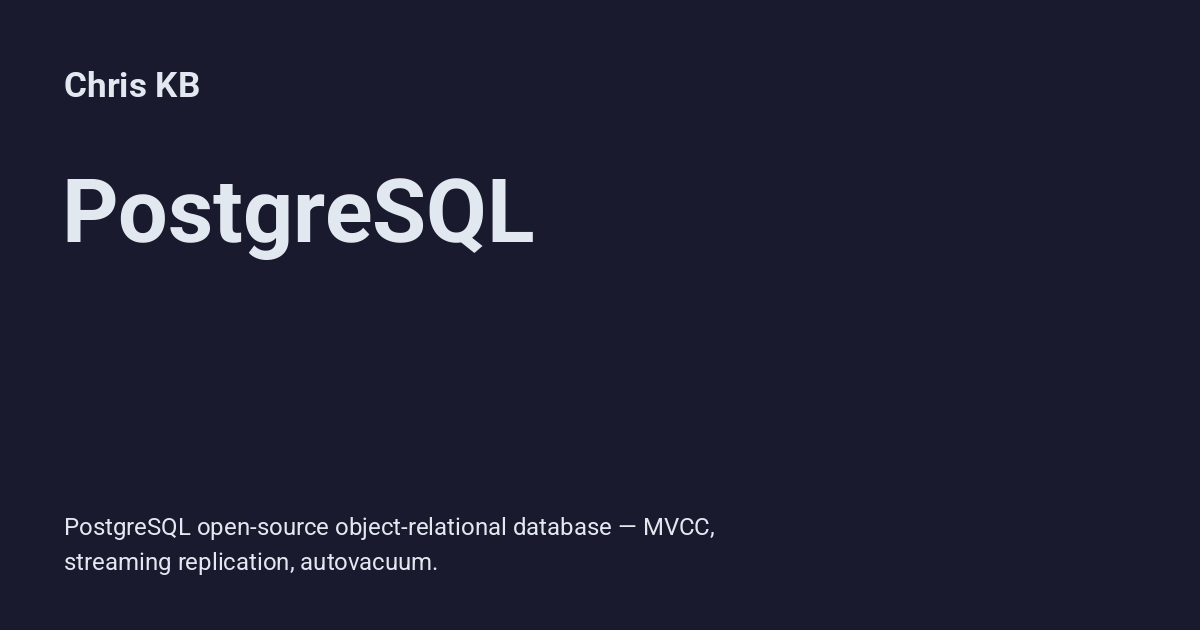 Chris KB
PostgreSQL
PostgreSQL open-source object-relational database — MVCC,
streaming replication, autovacuum.